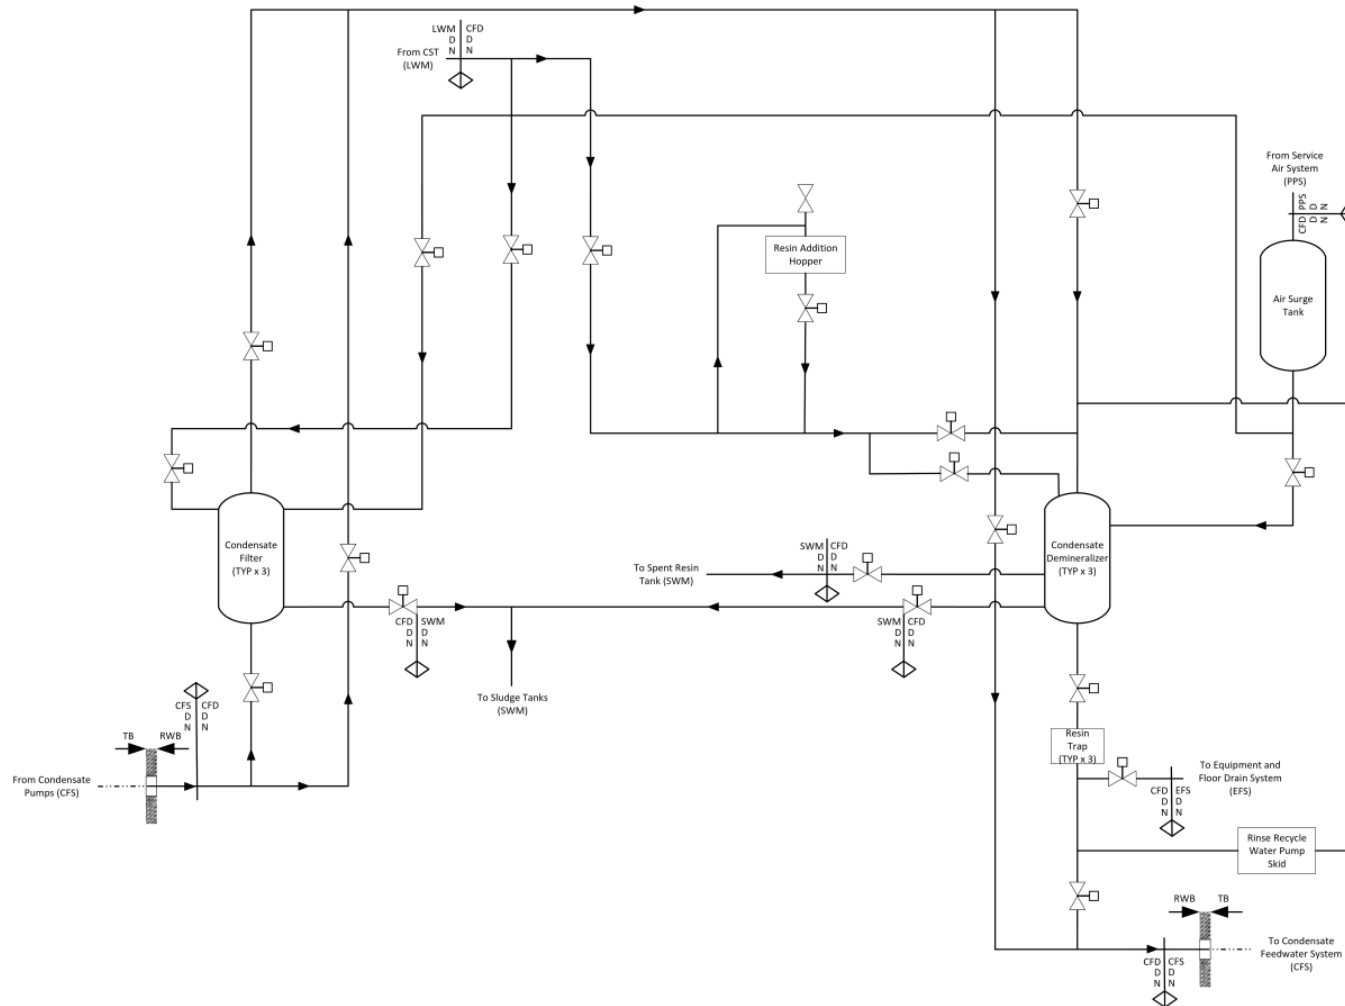 LWM CFD
D D
N N
From CST
(LWM)
From Service
Air System
(PPS)
CFD PPS
D D
N N
Resin Addition
Hopper
Air Surge
Tank
Condensate
Filter
(TYP x 3)
Condensate
Demineralizer
(TYP x 3)
SWM CFD
D D
N N
To Spent Resin
Tank (SWM)
CFD SWM
D D
N N
SWM CFD
D D
N N
To Sludge Tanks
(SWM)
CFS CFD
D D
N N
TB RWB
From Condensate
Pumps (CFS)
Resin
Trap
(TYP x 3)
To Equipment and
Floor Drain System
(EFS)
CFD EFS
D D
N N
Rinse Recycle
Water Pump
Skid
RWB TB
To Condensate
Feedwater System
(CFS)
CFD CFS
D D
N N